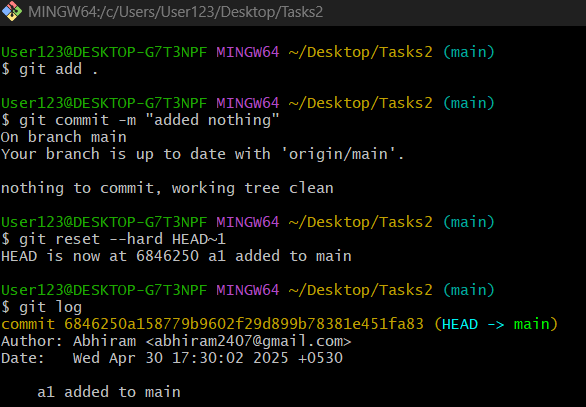 MINGW64:/c/Users/User123/Desktop/Tasks2
User123@DESKTOP-G7T3NPF MINGW64 ~/Desktop/Tasks2 (main)
$ git add .
User123@DESKTOP-G7T3NPF MINGW64 ~/Desktop/Tasks2 (main)
$ git commit -m "added nothing"
On branch main
Your branch is up to date with 'origin/main'.
nothing to commit, working tree clean
User123@DESKTOP-G7T3NPF MINGW64 ~/Desktop/Tasks2 (main)
$ git reset --hard HEAD~1
HEAD is now at 6846250 a1 added to main
User123@DESKTOP-G7T3NPF MINGW64 ~/Desktop/Tasks2 (main)
$ git log
commit 6846250a158779b9602f29d899b78381e451fa83 (HEAD -> main)
Author: Abhiram <abhiram2407@gmail.com>
Date:   Wed Apr 30 17:30:02 2025 +0530
    a1 added to main